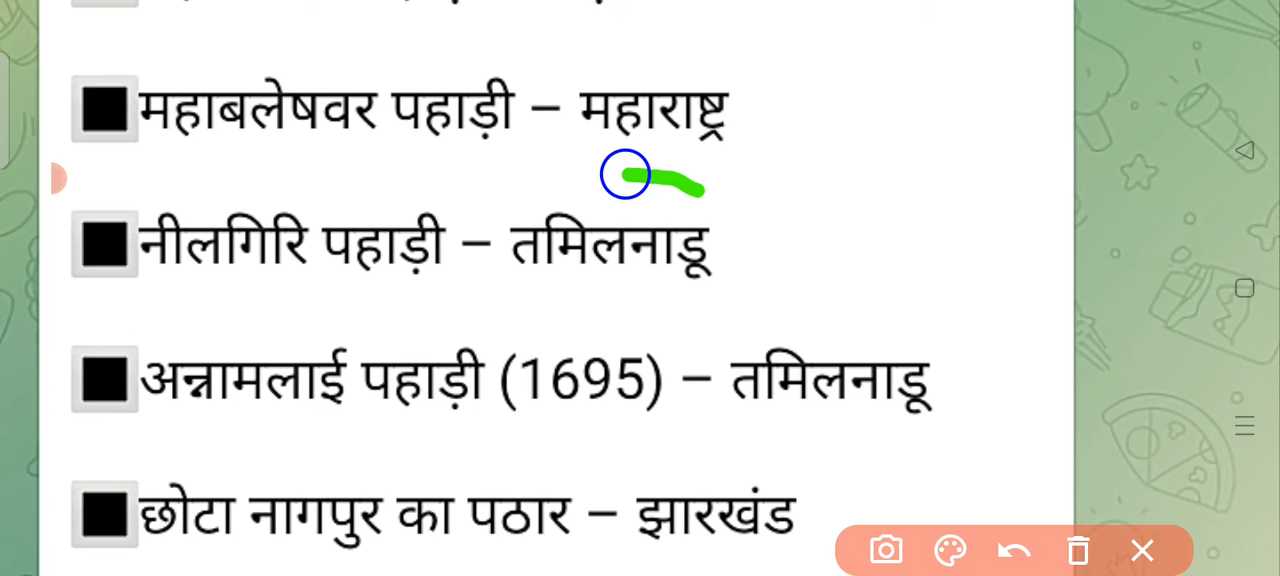 महाबलेषवर पहाड़ी – महाराष्ट्र
नीलगिरि पहाड़ी – तमिलनाडू
अन्नामलाई पहाड़ी (1695) – तमिलनाडू
छोटा नागपुर का पठार – झारखंड